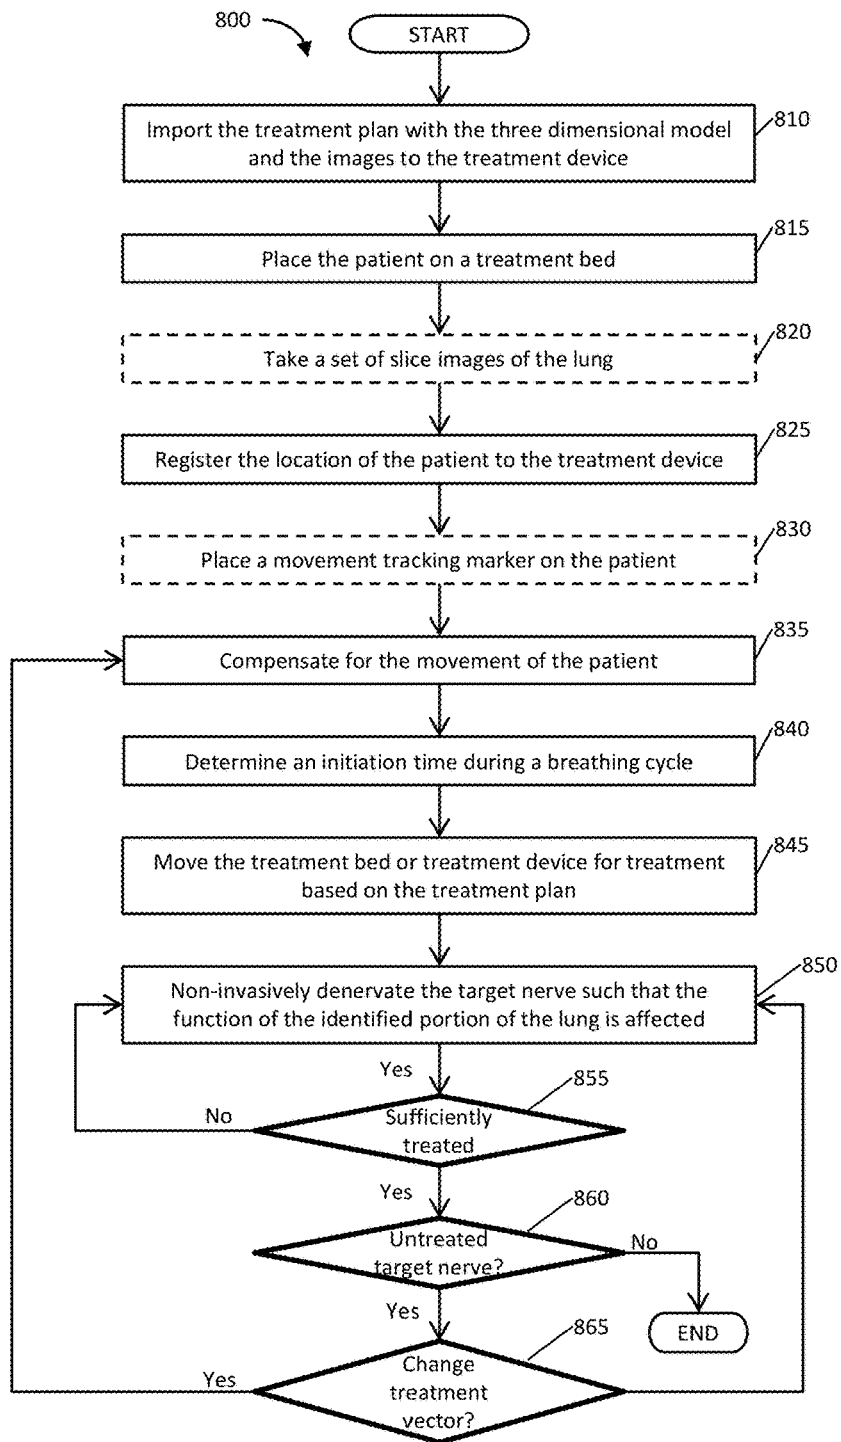 800
START
810
Import the treatment plan with the three dimensional model
and the images to the treatment device
815
Place the patient on a treatment bed
820
Take a set of slice images of the lung
825
Register the location of the patient to the treatment device
830
Place a movement tracking marker on the patient
835
Compensate for the movement of the patient
840
Determine an initiation time during a breathing cycle
845
Move the treatment bed or treatment device for treatment
based on the treatment plan
850
Non-invasively denervate the target nerve such that the
function of the identified portion of the lung is affected
Yes
855
No
Sufficiently
treated
Yes
860
Untreated
target nerve?
No
Yes
865
END
Yes
Change
treatment
vector?